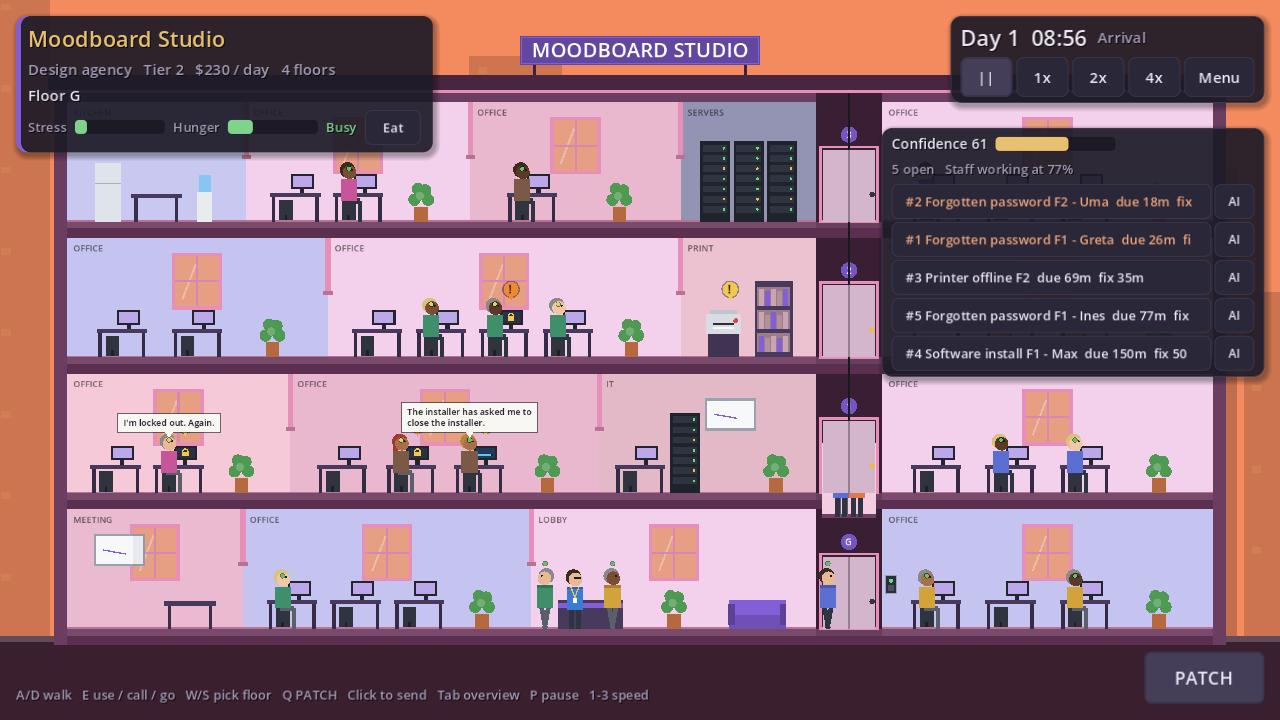 Moodboard Studio
Design agency Tier 2 $230 / day 4 floors
Floor G
Stress Hunger Busy Eat
MOODBOARD STUDIO
Day 1 08:56 Arrival
|| 1x 2x 4x Menu
Confidence 61
5 open Staff working at 77%
#2 Forgotten password F2 - Uma due 18m fix AI
#1 Forgotten password F1 - Greta due 26m fi AI
#3 Printer offline F2 due 69m fix 35m AI
#5 Forgotten password F1 - Ines due 77m fix AI
#4 Software install F1 - Max due 150m fix 50 AI
OFFICE
SERVERS
OFFICE
OFFICE
OFFICE
PRINT
!
!
OFFICE
OFFICE
IT
OFFICE
I'm locked out. Again.
The installer has asked me to
close the installer.
MEETING
OFFICE
LOBBY
G
OFFICE
A/D walk E use / call / go W/S pick floor Q PATCH Click to send Tab overview P pause 1-3 speed
PATCH